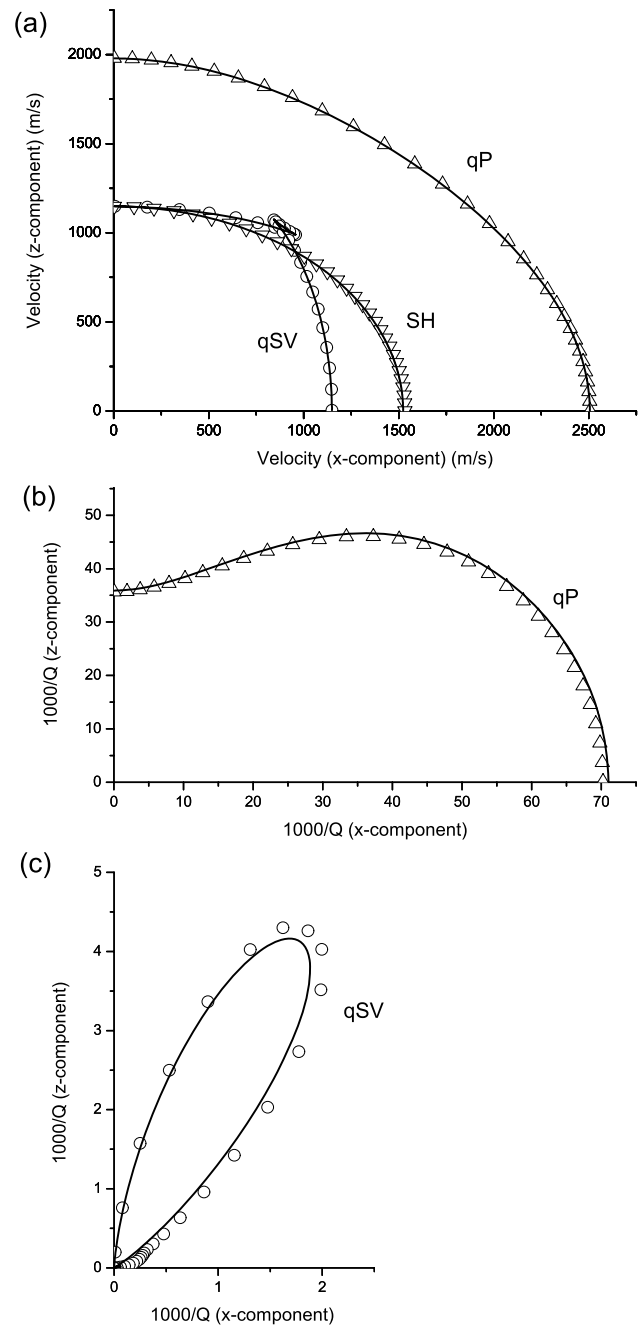 (a)
2000
1500
1000
500
0
Velocity (z-component) (m/s)
qP
SH
qSV
0 500 1000 1500 2000 2500
Velocity (x-component) (m/s)
(b)
50
40
30
20
10
0
1000/Q (z-component)
qP
0 10 20 30 40 50 60 70
1000/Q (x-component)
(c)
5
4
3
2
1
0
1000/Q (z-component)
qSV
0 1 2
1000/Q (x-component)